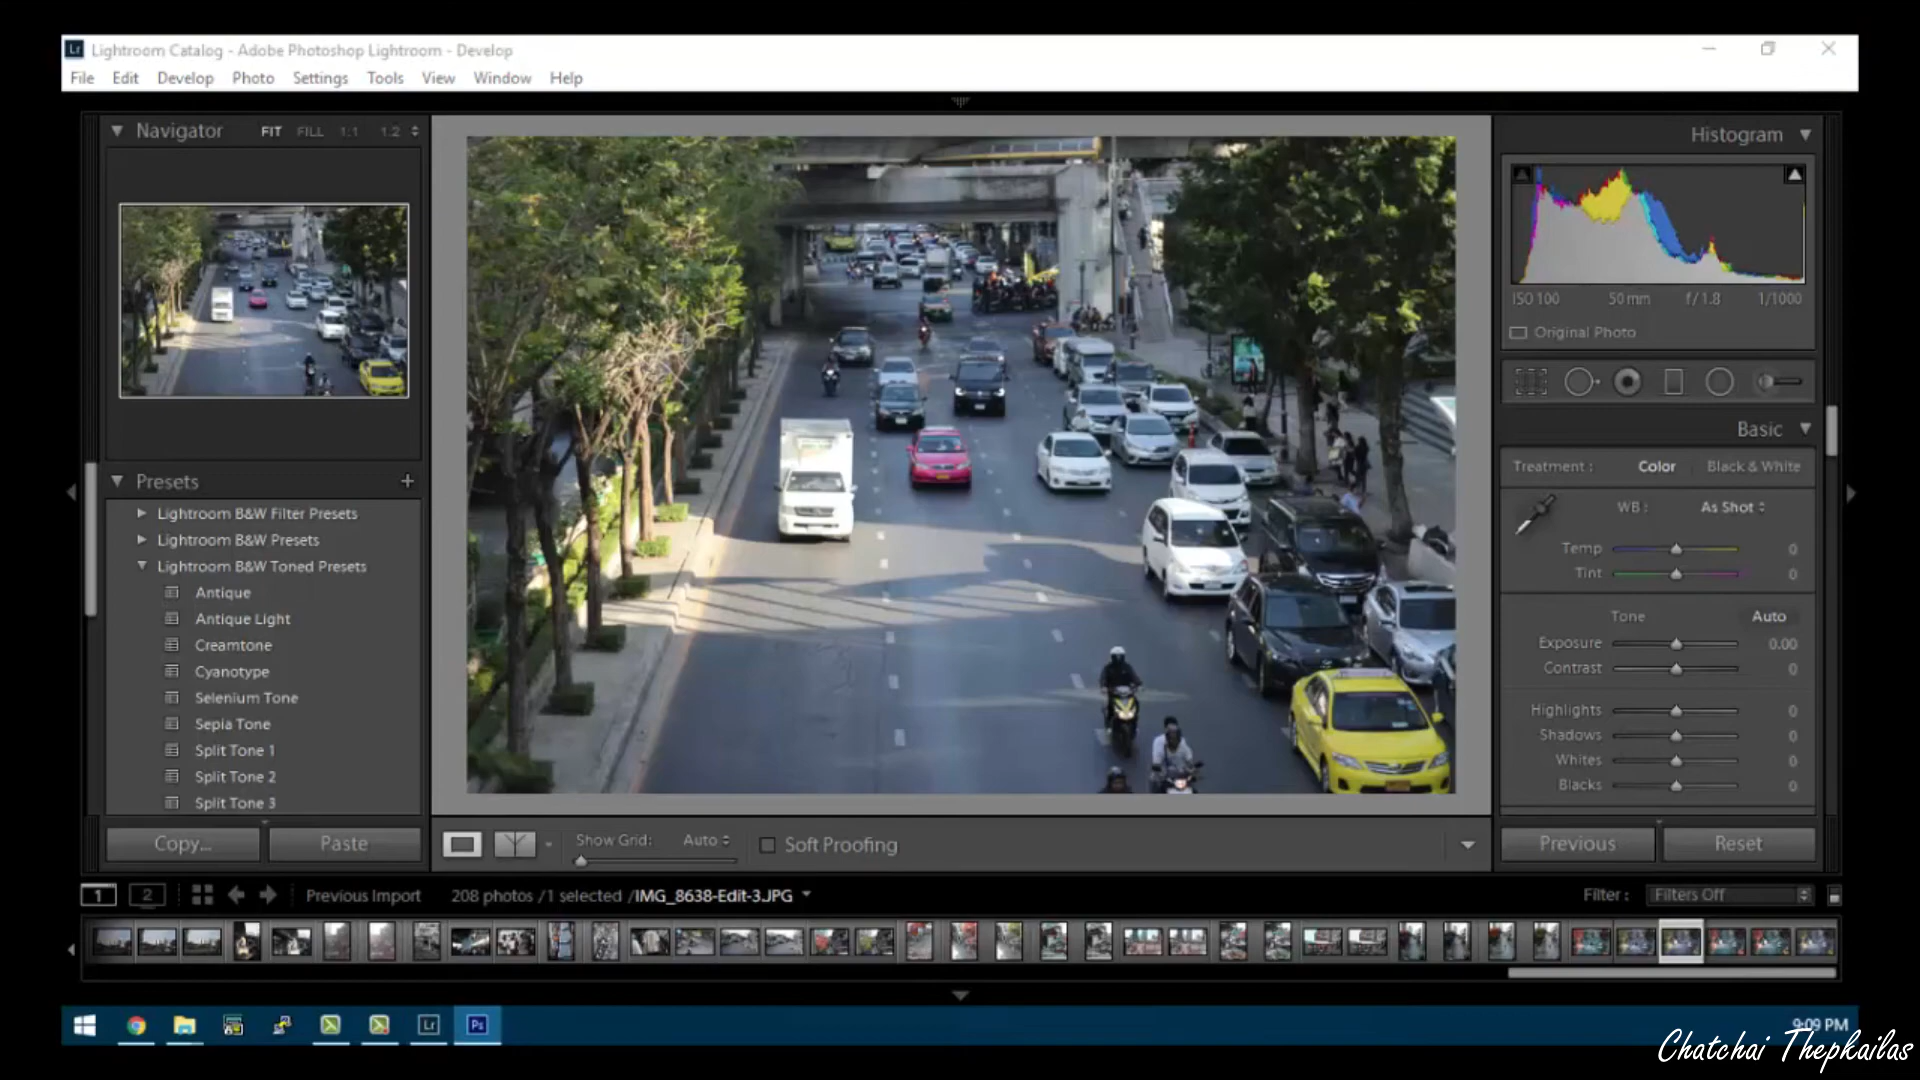 Lr Lightroom Catalog - Adobe Photoshop Lightroom - Develop
File Edit Develop Photo Settings Tools View Window Help
Navigator FIT FILL 1:1 1:2
Histogram
ISO 100 50mm f/1.8 1/1000
Original Photo
Basic
Treatment : Color Black & White
WB : As Shot
Temp 0
Tint 0
Tone Auto
Exposure 0.00
Contrast 0
Highlights 0
Shadows 0
Whites 0
Blacks 0
Presets +
Lightroom B&W Filter Presets
Lightroom B&W Presets
Lightroom B&W Toned Presets
Antique
Antique Light
Creamtone
Cyanotype
Selenium Tone
Sepia Tone
Split Tone 1
Split Tone 2
Split Tone 3
Copy... Paste
Show Grid: Auto Soft Proofing
Previous Reset
1 2 Previous Import 208 photos /1 selected /IMG_8638-Edit-3.JPG Filter : Filters Off
Lr Ps 9:09 PM
Chatchai Thepkailas